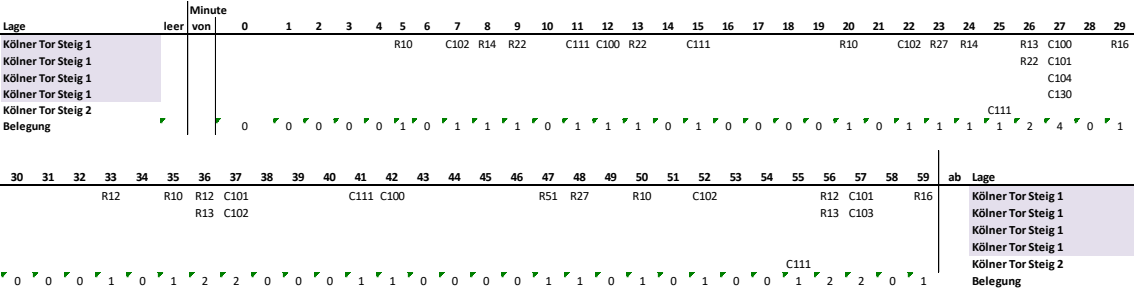 Minute
Lage leer von 0 1 2 3 4 5 6 7 8 9 10 11 12 13 14 15 16 17 18 19 20 21 22 23 24 25 26 27 28 29
Kölner Tor Steig 1 R10 C102 R14 R22 C111 C100 R22 C111 R10 C102 R27 R14 R13 C100 R16
Kölner Tor Steig 1 R22 C101
Kölner Tor Steig 1 C104
Kölner Tor Steig 1 C130
Kölner Tor Steig 2 C111
Belegung 0 0 0 0 0 1 0 1 1 1 0 1 1 1 0 1 0 0 0 0 1 0 1 1 1 1 2 4 0 1
30 31 32 33 34 35 36 37 38 39 40 41 42 43 44 45 46 47 48 49 50 51 52 53 54 55 56 57 58 59 ab Lage
R12 R10 R12 C101 C111 C100 R51 R27 R10 C102 R12 C101 R16 Kölner Tor Steig 1
R13 C102 R13 C103 Kölner Tor Steig 1
Kölner Tor Steig 1
Kölner Tor Steig 1
C111 Kölner Tor Steig 2
0 0 0 1 0 1 2 2 0 0 0 1 1 0 0 0 0 1 1 0 1 0 1 0 0 1 2 2 0 1 Belegung